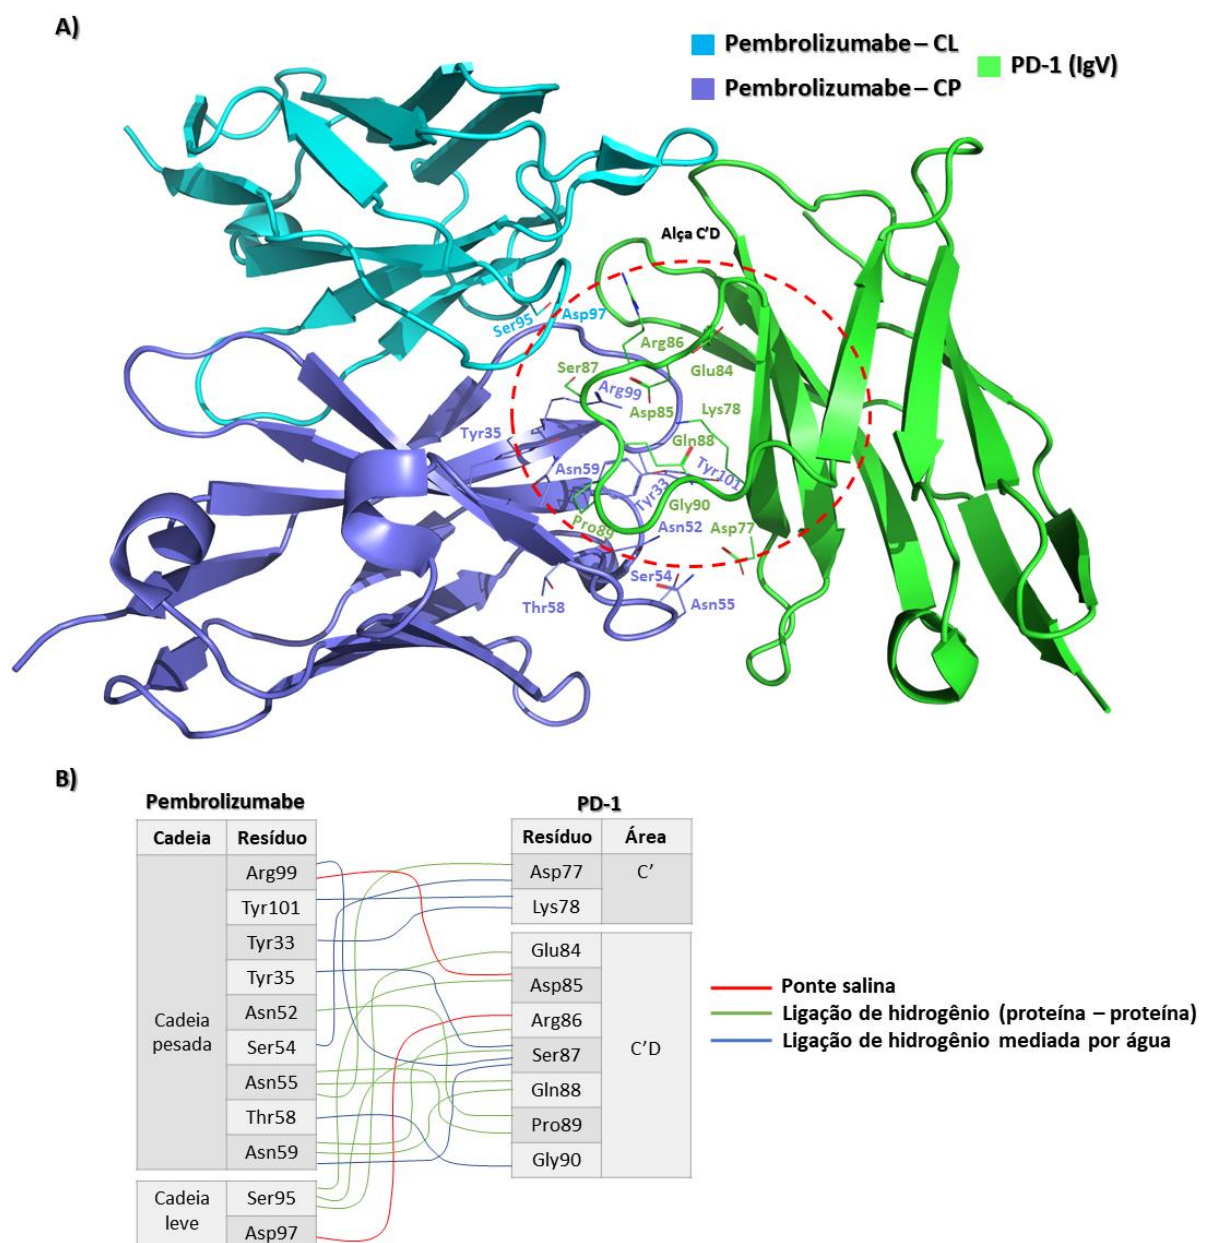 A)
Pembrolizumabe – CL
Pembrolizumabe – CP
PD-1 (IgV)
Alça C'D
Ser95
Asp97
Arg86
Glu84
Ser87
Arg99
Asp85
Lys78
Tyr35
Gln88
Asn59
Tyr33
Tyr101
Gly90
Pro89
Asn52
Asp77
Ser54
Thr58
Asn55
B)
Pembrolizumabe
PD-1
Cadeia Resíduo
Resíduo Área
Cadeia pesada
Arg99
Tyr101
Tyr33
Tyr35
Asn52
Ser54
Asn55
Thr58
Asn59
Cadeia leve
Ser95
Asp97
Asp77
Lys78
C'
Glu84
Asp85
Arg86
Ser87
Gln88
Pro89
Gly90
C'D
Ponte salina
Ligação de hidrogênio (proteína – proteína)
Ligação de hidrogênio mediada por água